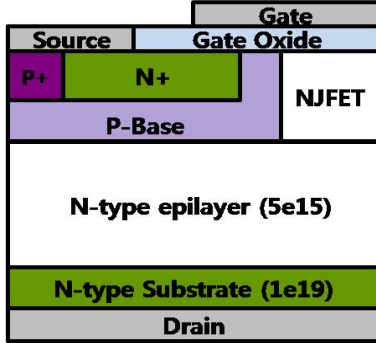 Gate
Source
Gate Oxide
P+
N+
NJFET
P-Base
N-type epilayer (5e15)
N-type Substrate (1e19)
Drain